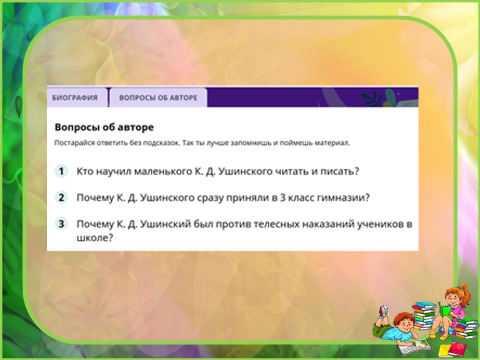 БИОГРАФИЯ ВОПРОСЫ ОБ АВТОРЕ
Вопросы об авторе
Постарайся ответить без подсказок. Так ты лучше запомнишь и поймешь материал.
1 Кто научил маленького К. Д. Ушинского читать и писать?
2 Почему К. Д. Ушинского сразу приняли в 3 класс гимназии?
3 Почему К. Д. Ушинский был против телесных наказаний учеников в
школе?